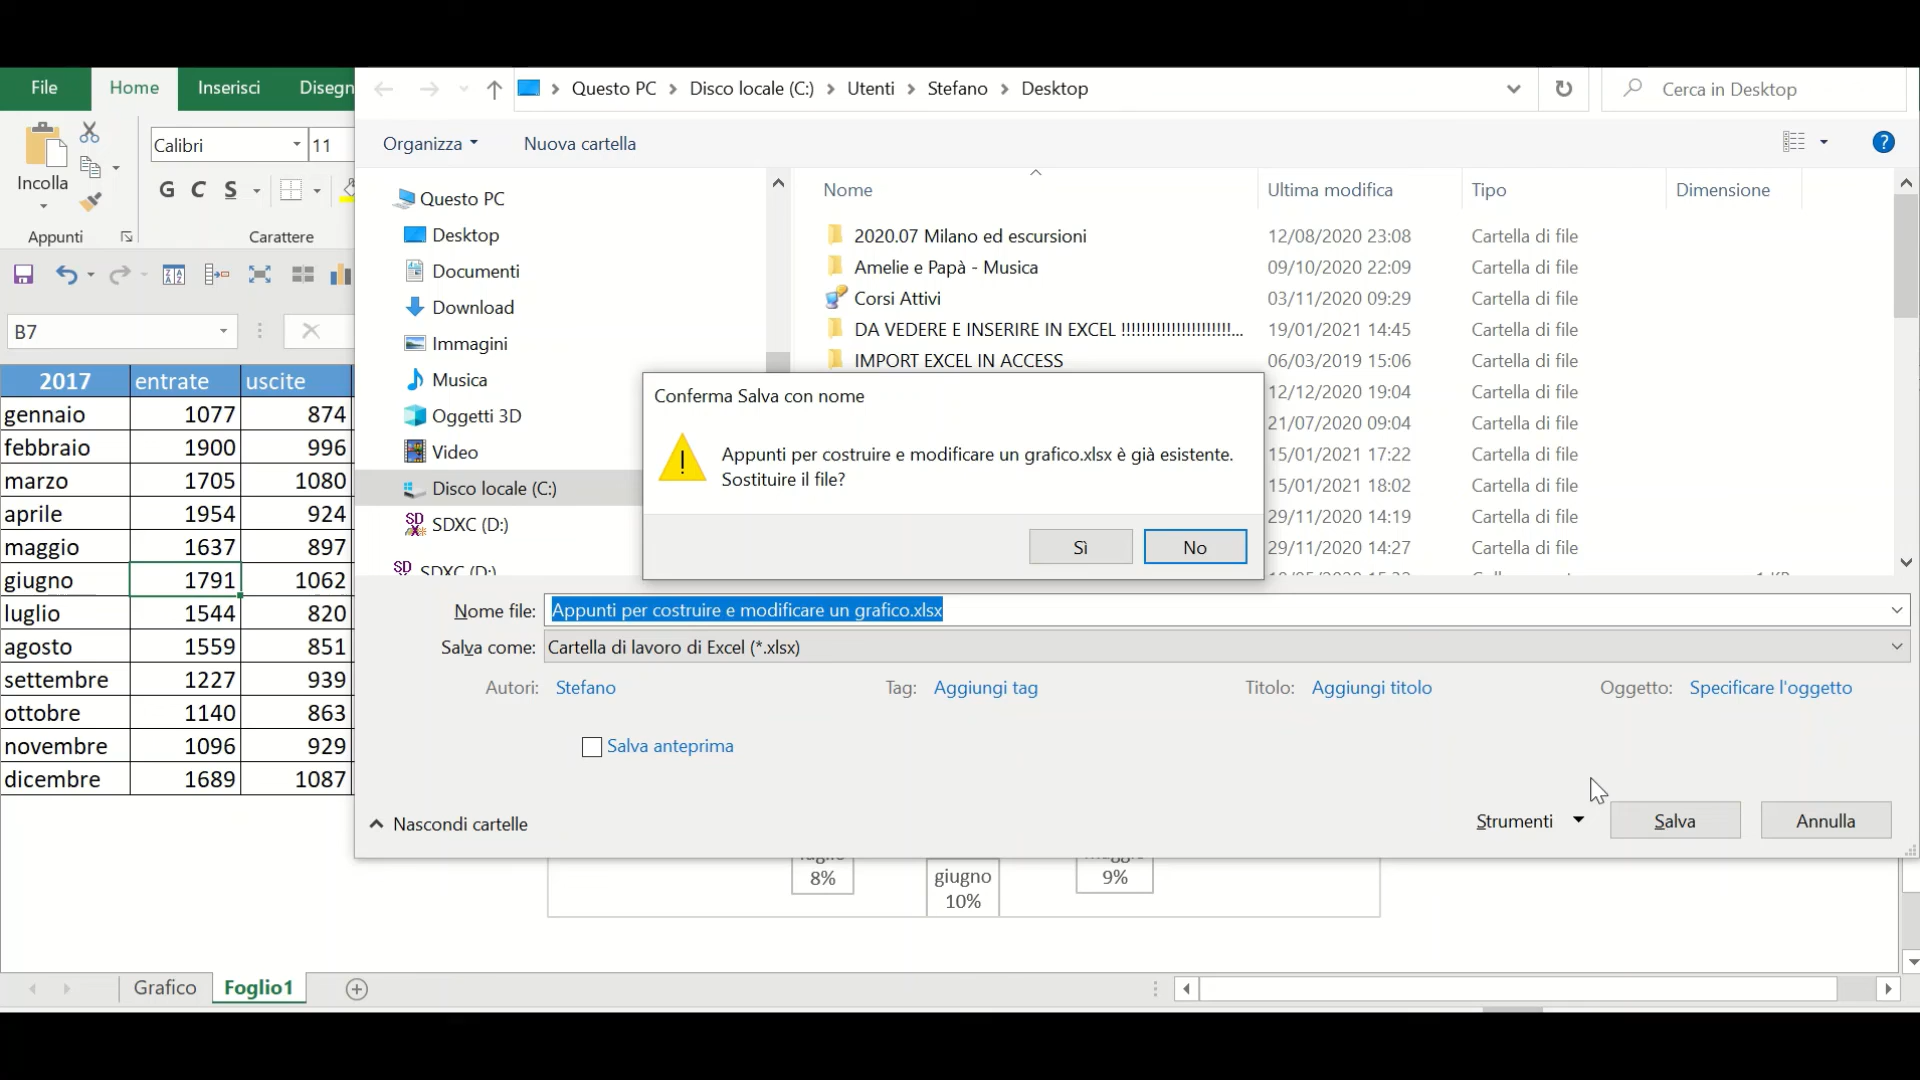 File Home Inserisci Disegn
Questo PC Disco locale (C:) Utenti Stefano Desktop
Cerca in Desktop
Calibri 11
Incolla
G C S
Appunti Carattere
B7
Organizza Nuova cartella
?
Questo PC
Desktop
Documenti
Download
Immagini
Musica
Oggetti 3D
Video
Disco locale (C:)
SDXC (D:)
SDXC (D:)
Nome Ultima modifica Tipo Dimensione
2020.07 Milano ed escursioni 12/08/2020 23:08 Cartella di file
Amelie e Papà - Musica 09/10/2020 22:09 Cartella di file
Corsi Attivi 03/11/2020 09:29 Cartella di file
DA VEDERE E INSERIRE IN EXCEL !!!!!!!!!!!!!!!!!!!!!!!... 19/01/2021 14:45 Cartella di file
IMPORT EXCEL IN ACCESS 06/03/2019 15:06 Cartella di file
12/12/2020 19:04 Cartella di file
21/07/2020 09:04 Cartella di file
15/01/2021 17:22 Cartella di file
15/01/2021 18:02 Cartella di file
29/11/2020 14:19 Cartella di file
29/11/2020 14:27 Cartella di file
Conferma Salva con nome
Appunti per costruire e modificare un grafico.xlsx è già esistente.
Sostituire il file?
Sì No
Nome file: Appunti per costruire e modificare un grafico.xlsx
Salva come: Cartella di lavoro di Excel (*.xlsx)
Autori: Stefano Tag: Aggiungi tag Titolo: Aggiungi titolo Oggetto: Specificare l'oggetto
Salva anteprima
Nascondi cartelle Strumenti Salva Annulla
2017 entrate uscite
gennaio 1077 874
febbraio 1900 996
marzo 1705 1080
aprile 1954 924
maggio 1637 897
giugno 1791 1062
luglio 1544 820
agosto 1559 851
settembre 1227 939
ottobre 1140 863
novembre 1096 929
dicembre 1689 1087
luglio
8%
giugno
10%
maggio
9%
Grafico Foglio1